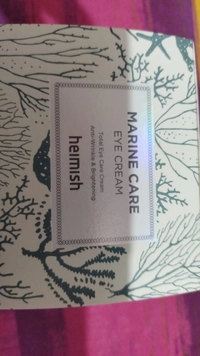 MARINE CARE
EYE CREAM
Total Eye Care Cream
Anti-Wrinkle & Brightening
heimish